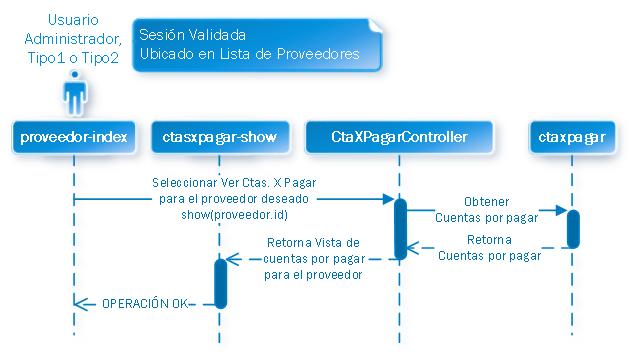 Usuario
Administrador,
Tipo1 o Tipo2
Sesión Validada
Ubicado en Lista de Proveedores
proveedor-index
ctasxpagar-show
CtaXPagarController
ctaxpagar
Seleccionar Ver Ctas. X Pagar
para el proveedor deseado
show(proveedor.id)
Obtener
Cuentas por pagar
Retorna
Cuentas por pagar
Retorna Vista de
cuentas por pagar
para el proveedor
OPERACIÓN OK